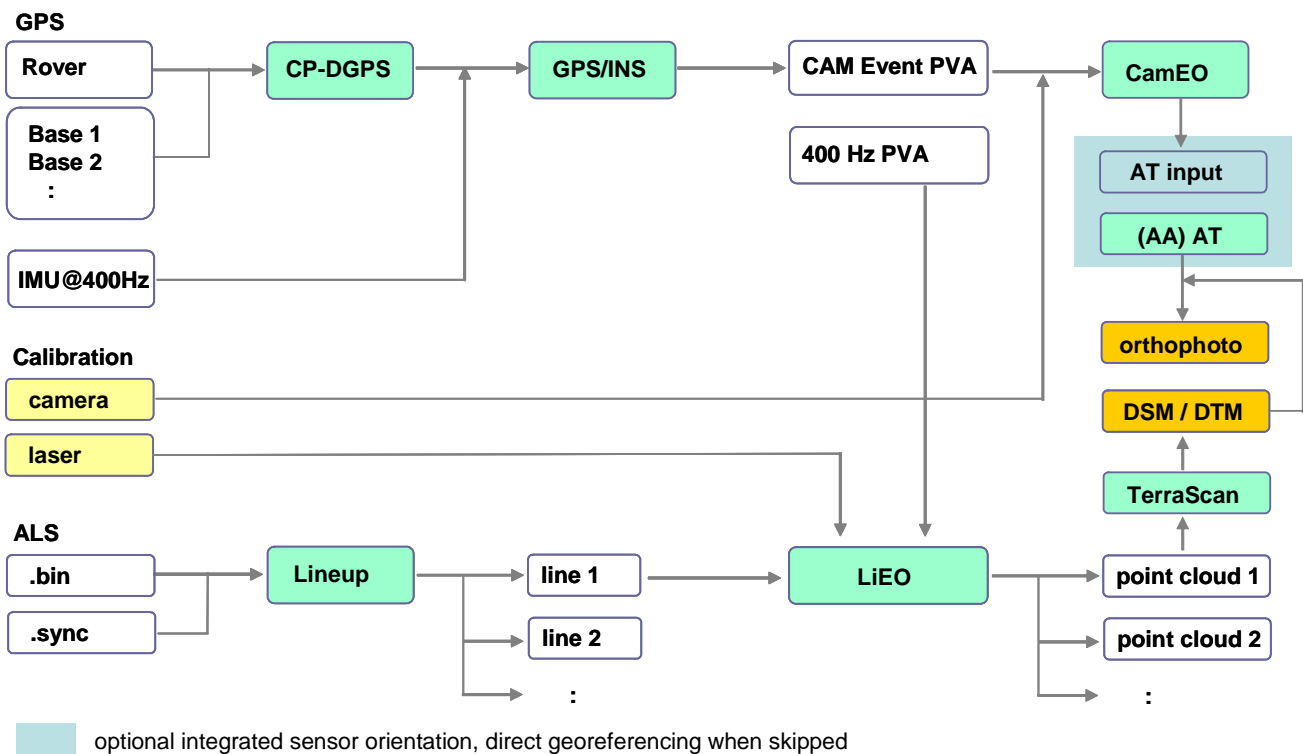 GPS
Rover
CP-DGPS
GPS/INS
CAM Event PVA
CamEO
Base 1
Base 2
:
400 Hz PVA
AT input
(AA) AT
IMU@400Hz
orthophoto
Calibration
camera
DSM / DTM
laser
TerraScan
ALS
.bin
Lineup
line 1
LiEO
point cloud 1
.sync
line 2
point cloud 2
:
:
optional integrated sensor orientation, direct georeferencing when skipped